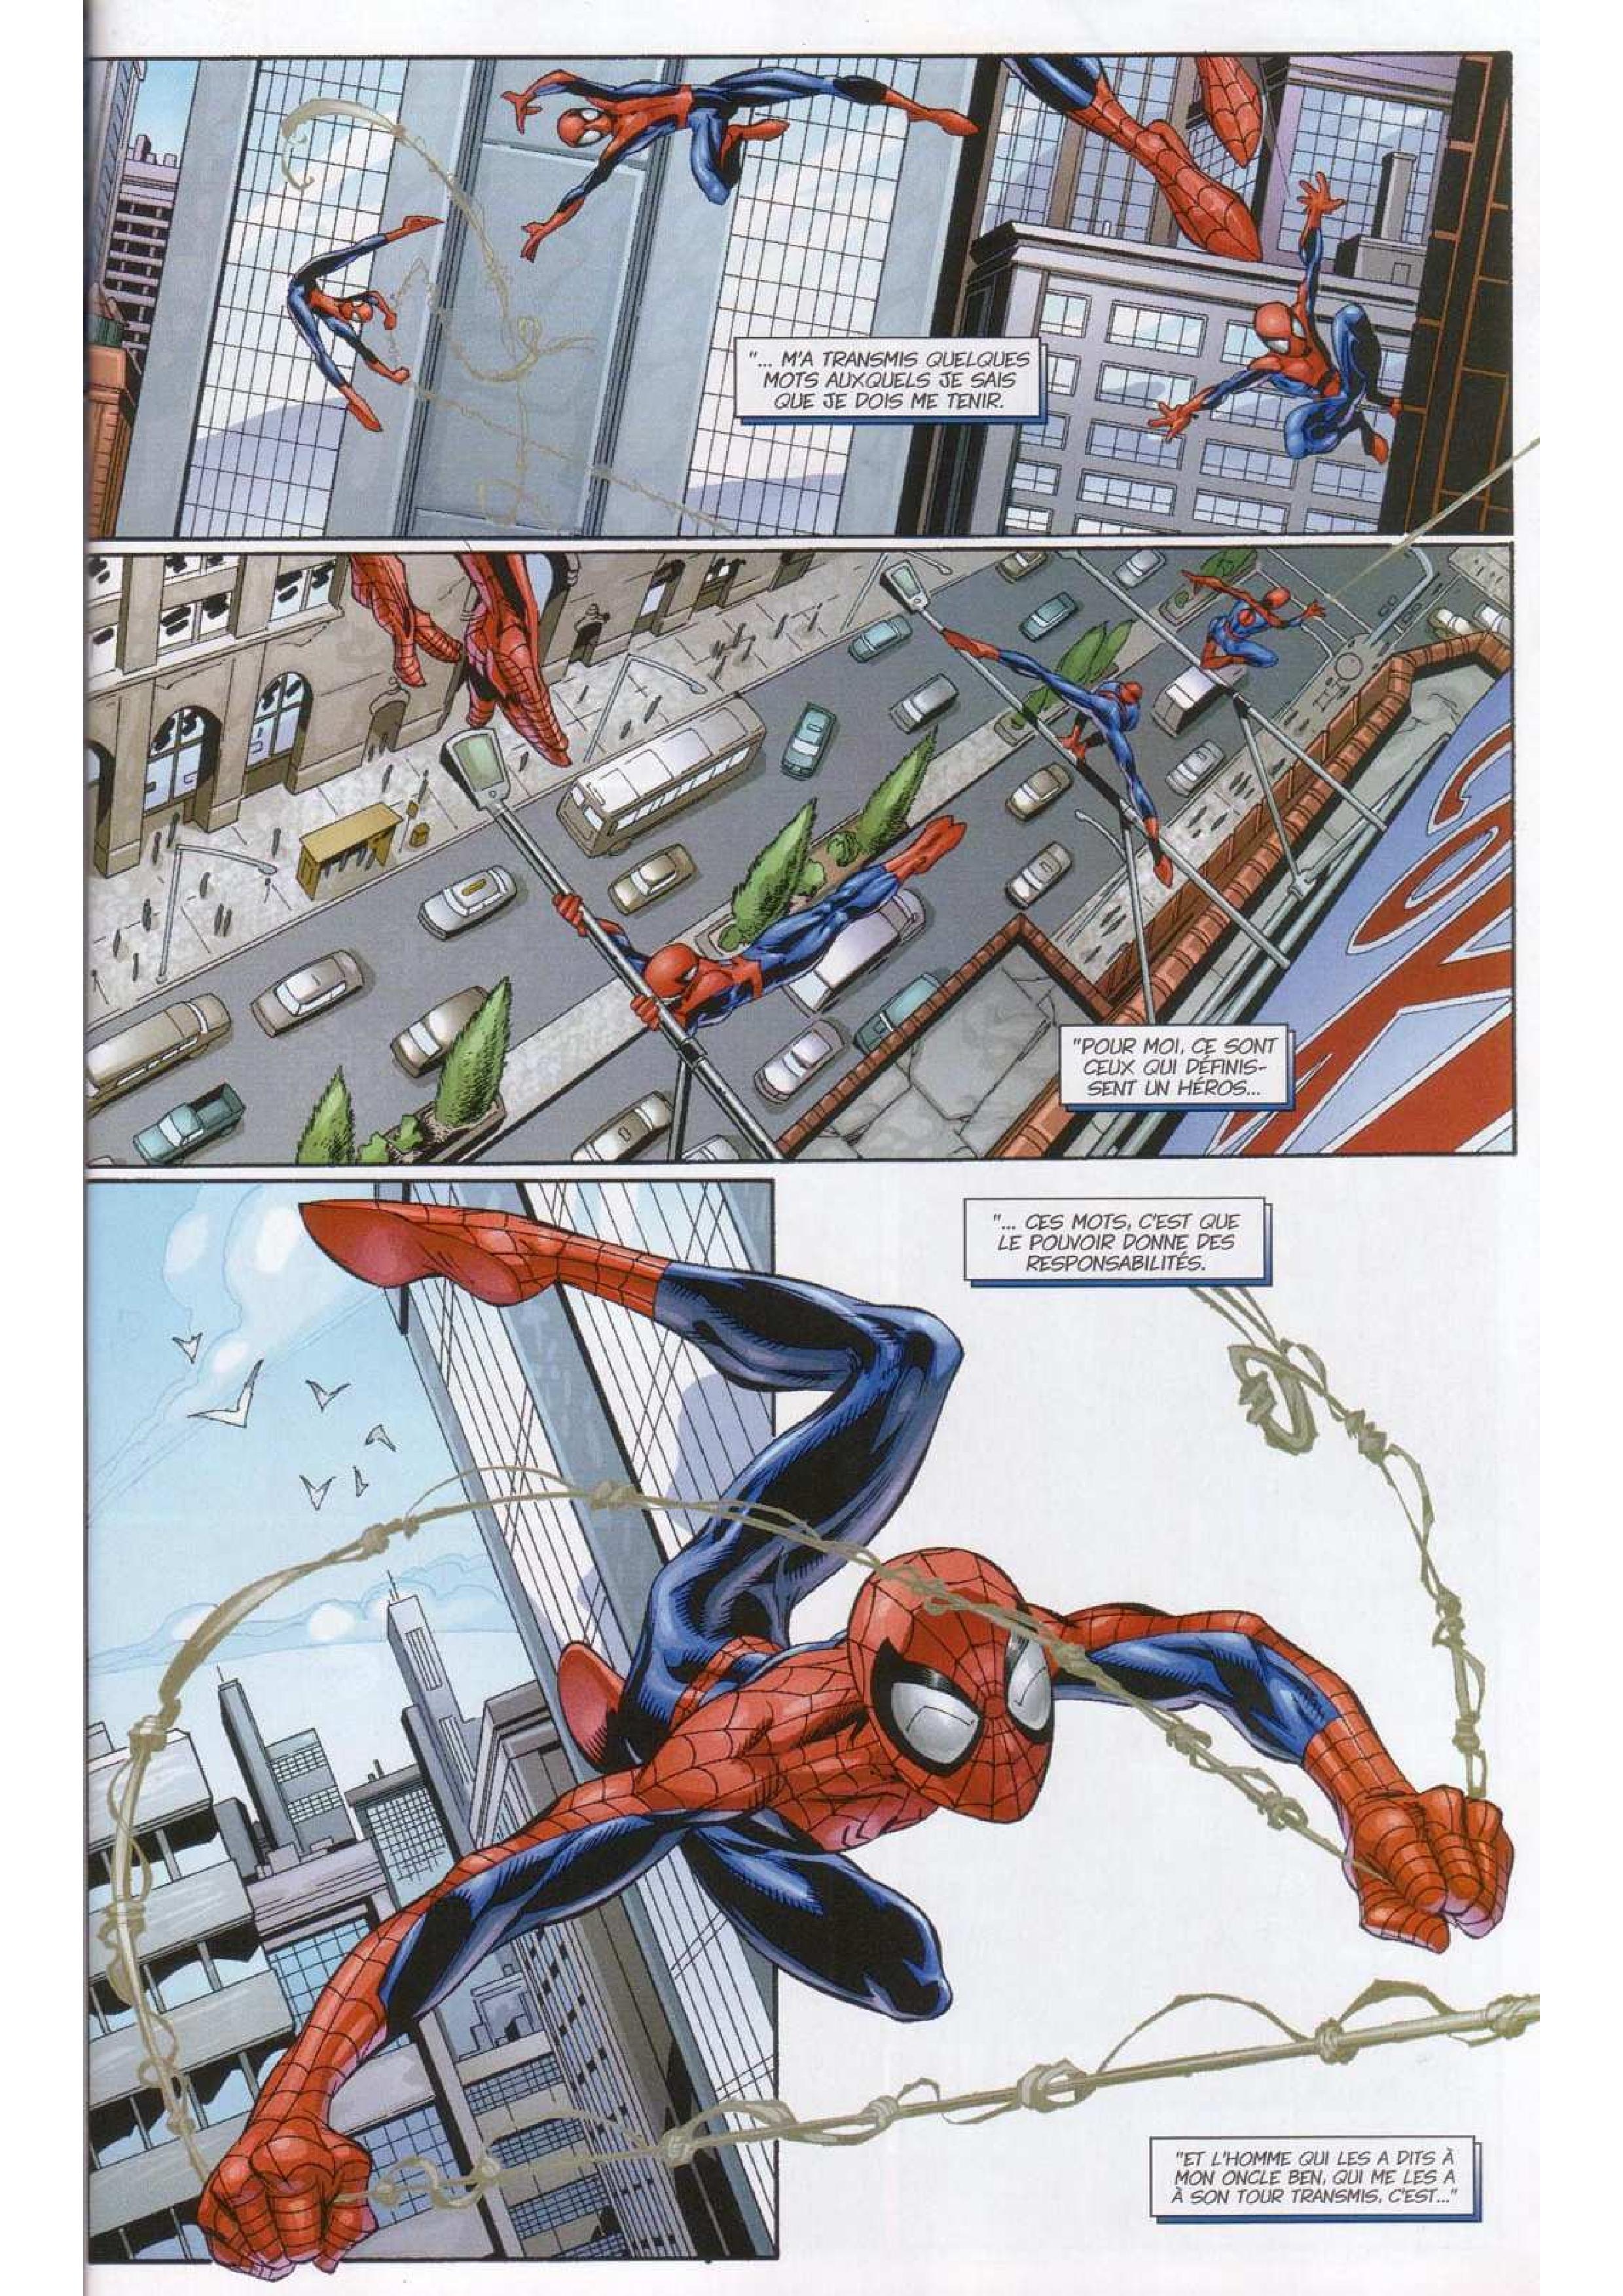 "... M'A TRANSMIS QUELQUES
MOTS AUXQUELS JE SAIS
QUE JE DOIS ME TENIR.
"POUR MOI, CE SONT
CEUX QUI DÉFINIS-
SENT UN HÉROS...
"... CES MOTS, C'EST QUE
LE POUVOIR DONNE DES
RESPONSABILITÉS.
"ET L'HOMME QUI LES A DITS À
MON ONCLE BEN, QUI ME LES A
À SON TOUR TRANSMIS, C'EST..."